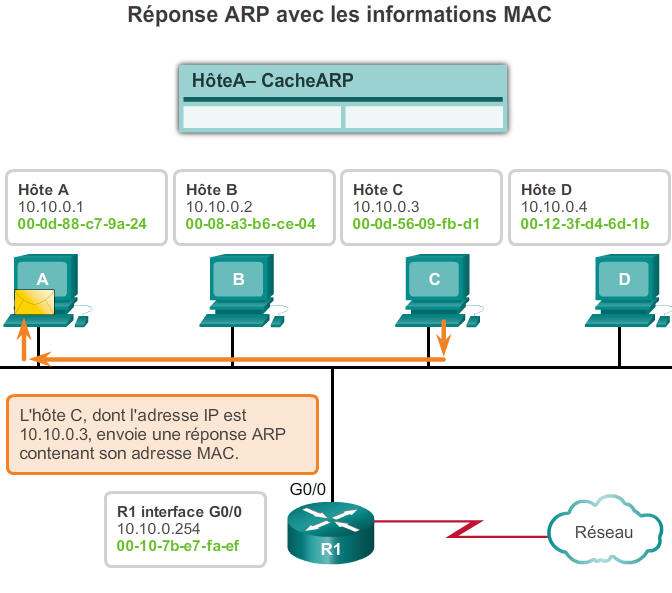 Réponse ARP avec les informations MAC
HôteA– CacheARP
Hôte A
10.10.0.1
00-0d-88-c7-9a-24
Hôte B
10.10.0.2
00-08-a3-b6-ce-04
Hôte C
10.10.0.3
00-0d-56-09-fb-d1
Hôte D
10.10.0.4
00-12-3f-d4-6d-1b
A
B
C
D
L'hôte C, dont l'adresse IP est
10.10.0.3, envoie une réponse ARP
contenant son adresse MAC.
G0/0
R1 interface G0/0
10.10.0.254
00-10-7b-e7-fa-ef
R1
Réseau